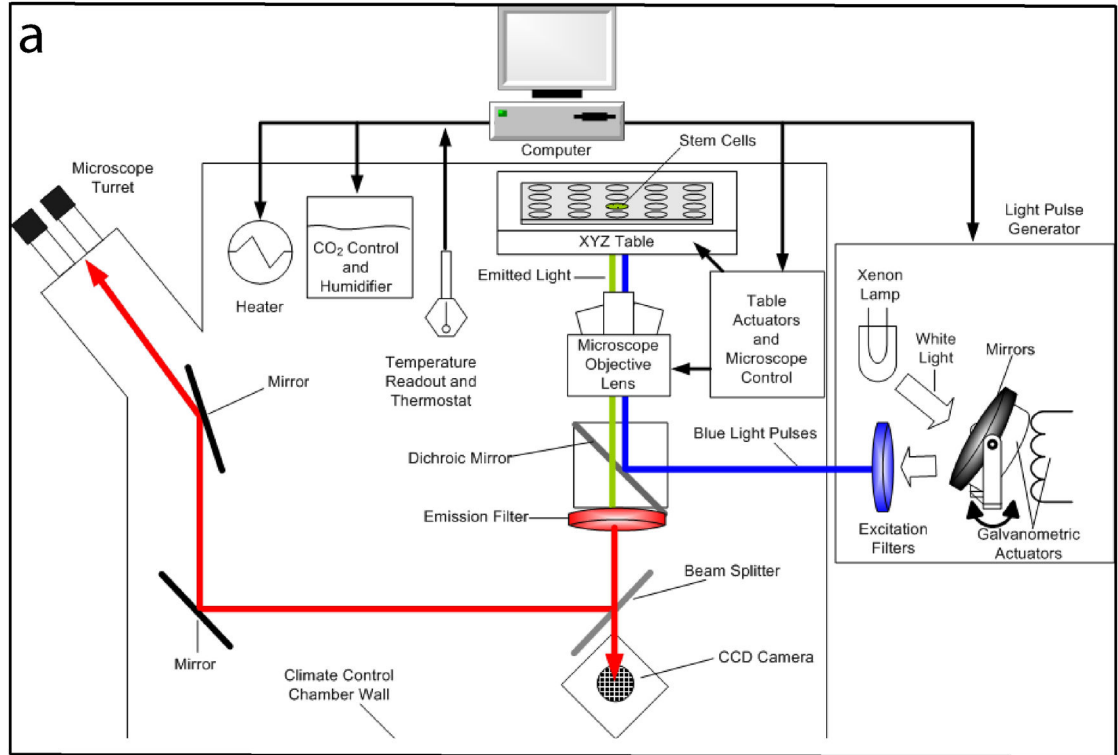 a
Computer
Stem Cells
Microscope
Turret
Light Pulse
Generator
CO₂ Control
and
Humidifier
XYZ Table
Heater
Emitted Light
Table
Actuators
and
Microscope
Control
Xenon
Lamp
White
Light
Mirrors
Microscope
Objective
Lens
Temperature
Readout and
Thermostat
Mirror
Blue Light Pulses
Dichroic Mirror
Emission Filter
Excitation
Filters
Galvanometric
Actuators
Beam Splitter
Mirror
CCD Camera
Climate Control
Chamber Wall